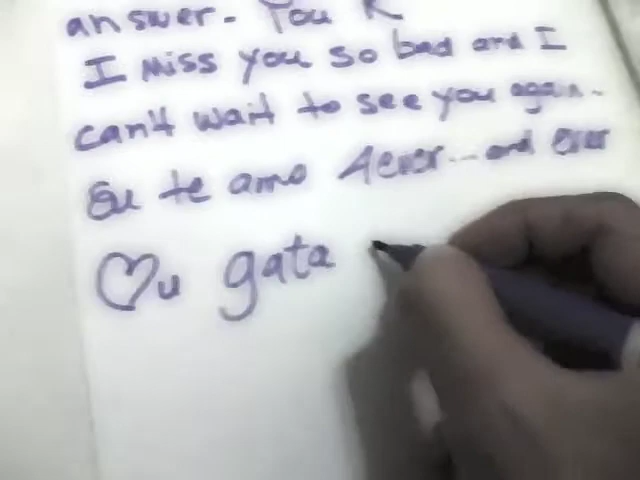 answer. You
I miss you so bad and I
can't wait to see you again.
Eu te amo 4ever... and ever
♡u gata